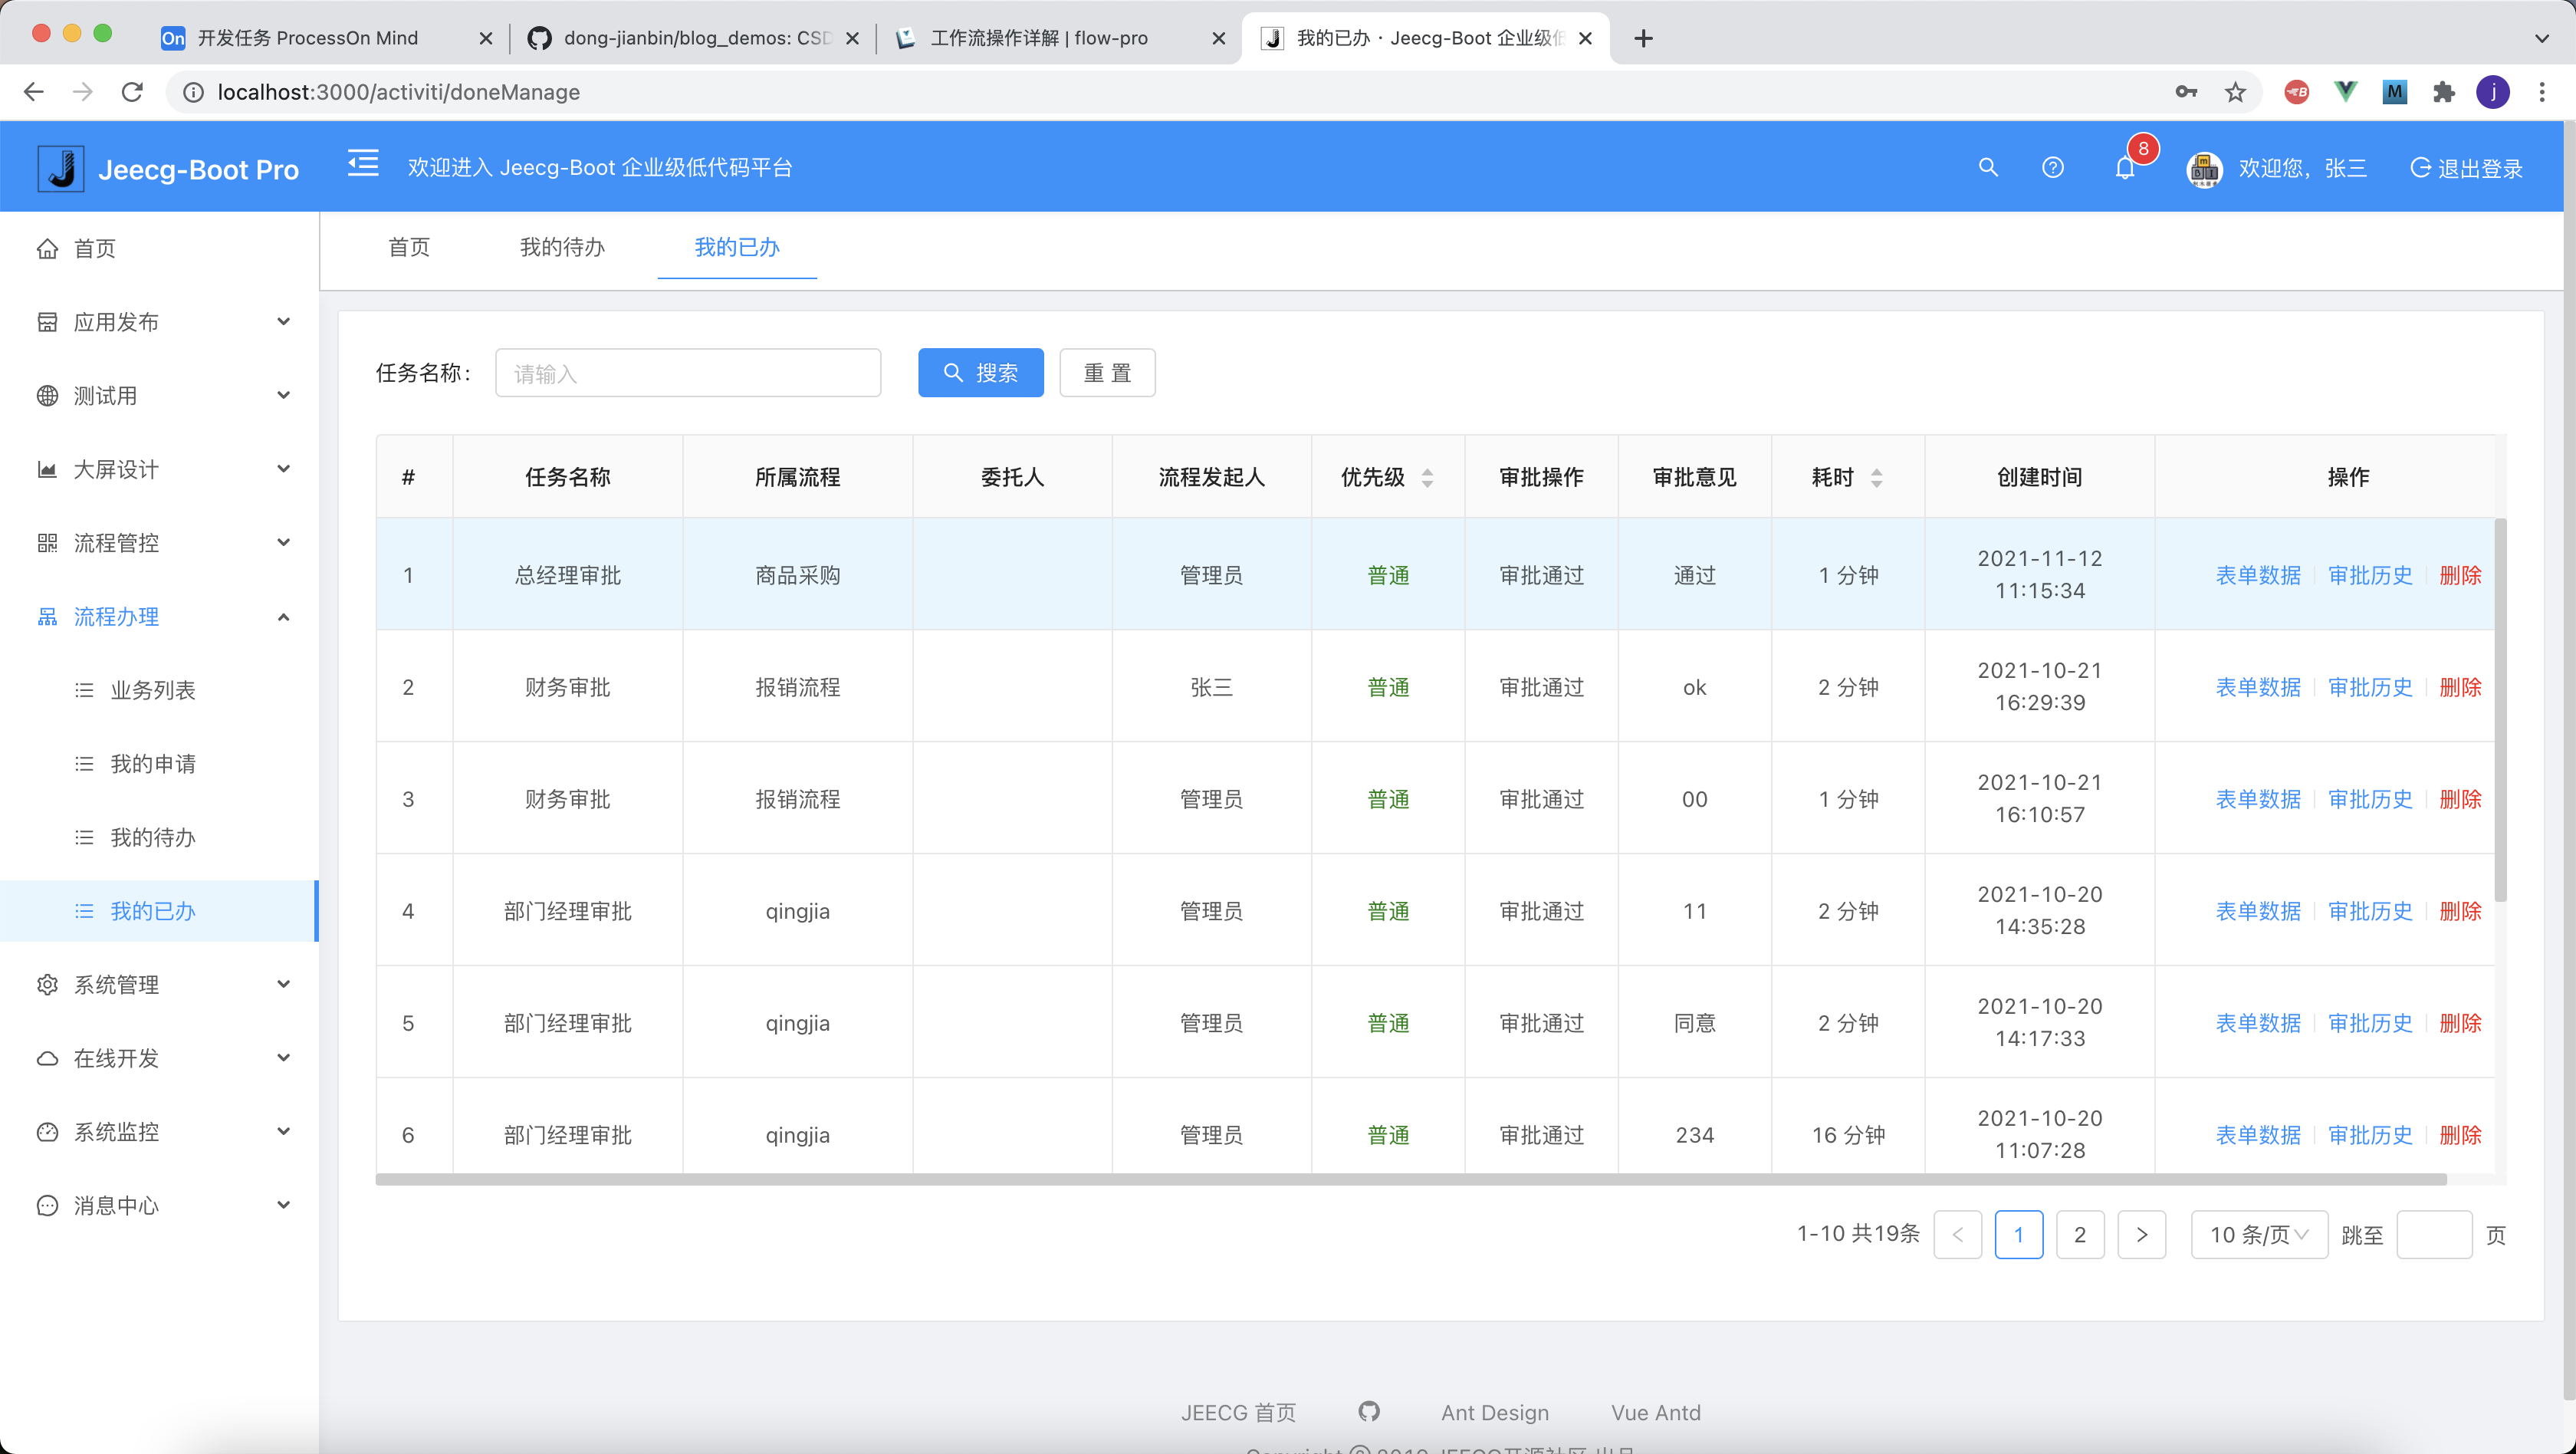 On 开发任务 ProcessOn Mind
dong-jianbin/blog_demos: CSD
工作流操作详解 | flow-pro
我的已办 · Jeecg-Boot 企业级低
localhost:3000/activiti/doneManage
B
M
j
Jeecg-Boot Pro
欢迎进入 Jeecg-Boot 企业级低代码平台
8
欢迎您，张三
退出登录
首页
应用发布
测试用
大屏设计
流程管控
流程办理
业务列表
我的申请
我的待办
我的已办
系统管理
在线开发
系统监控
消息中心
首页 我的待办 我的已办
任务名称： 请输入 搜索 重 置
# 任务名称 所属流程 委托人 流程发起人 优先级 审批操作 审批意见 耗时 创建时间 操作
1 总经理审批 商品采购 管理员 普通 审批通过 通过 1 分钟 2021-11-12 11:15:34 表单数据 审批历史 删除
2 财务审批 报销流程 张三 普通 审批通过 ok 2 分钟 2021-10-21 16:29:39 表单数据 审批历史 删除
3 财务审批 报销流程 管理员 普通 审批通过 00 1 分钟 2021-10-21 16:10:57 表单数据 审批历史 删除
4 部门经理审批 qingjia 管理员 普通 审批通过 11 2 分钟 2021-10-20 14:35:28 表单数据 审批历史 删除
5 部门经理审批 qingjia 管理员 普通 审批通过 同意 2 分钟 2021-10-20 14:17:33 表单数据 审批历史 删除
6 部门经理审批 qingjia 管理员 普通 审批通过 234 16 分钟 2021-10-20 11:07:28 表单数据 审批历史 删除
1-10 共19条 < 1 2 > 10 条/页 跳至 页
JEECG 首页 Ant Design Vue Antd
Copyright © 2019 JEECG开源社区 出品